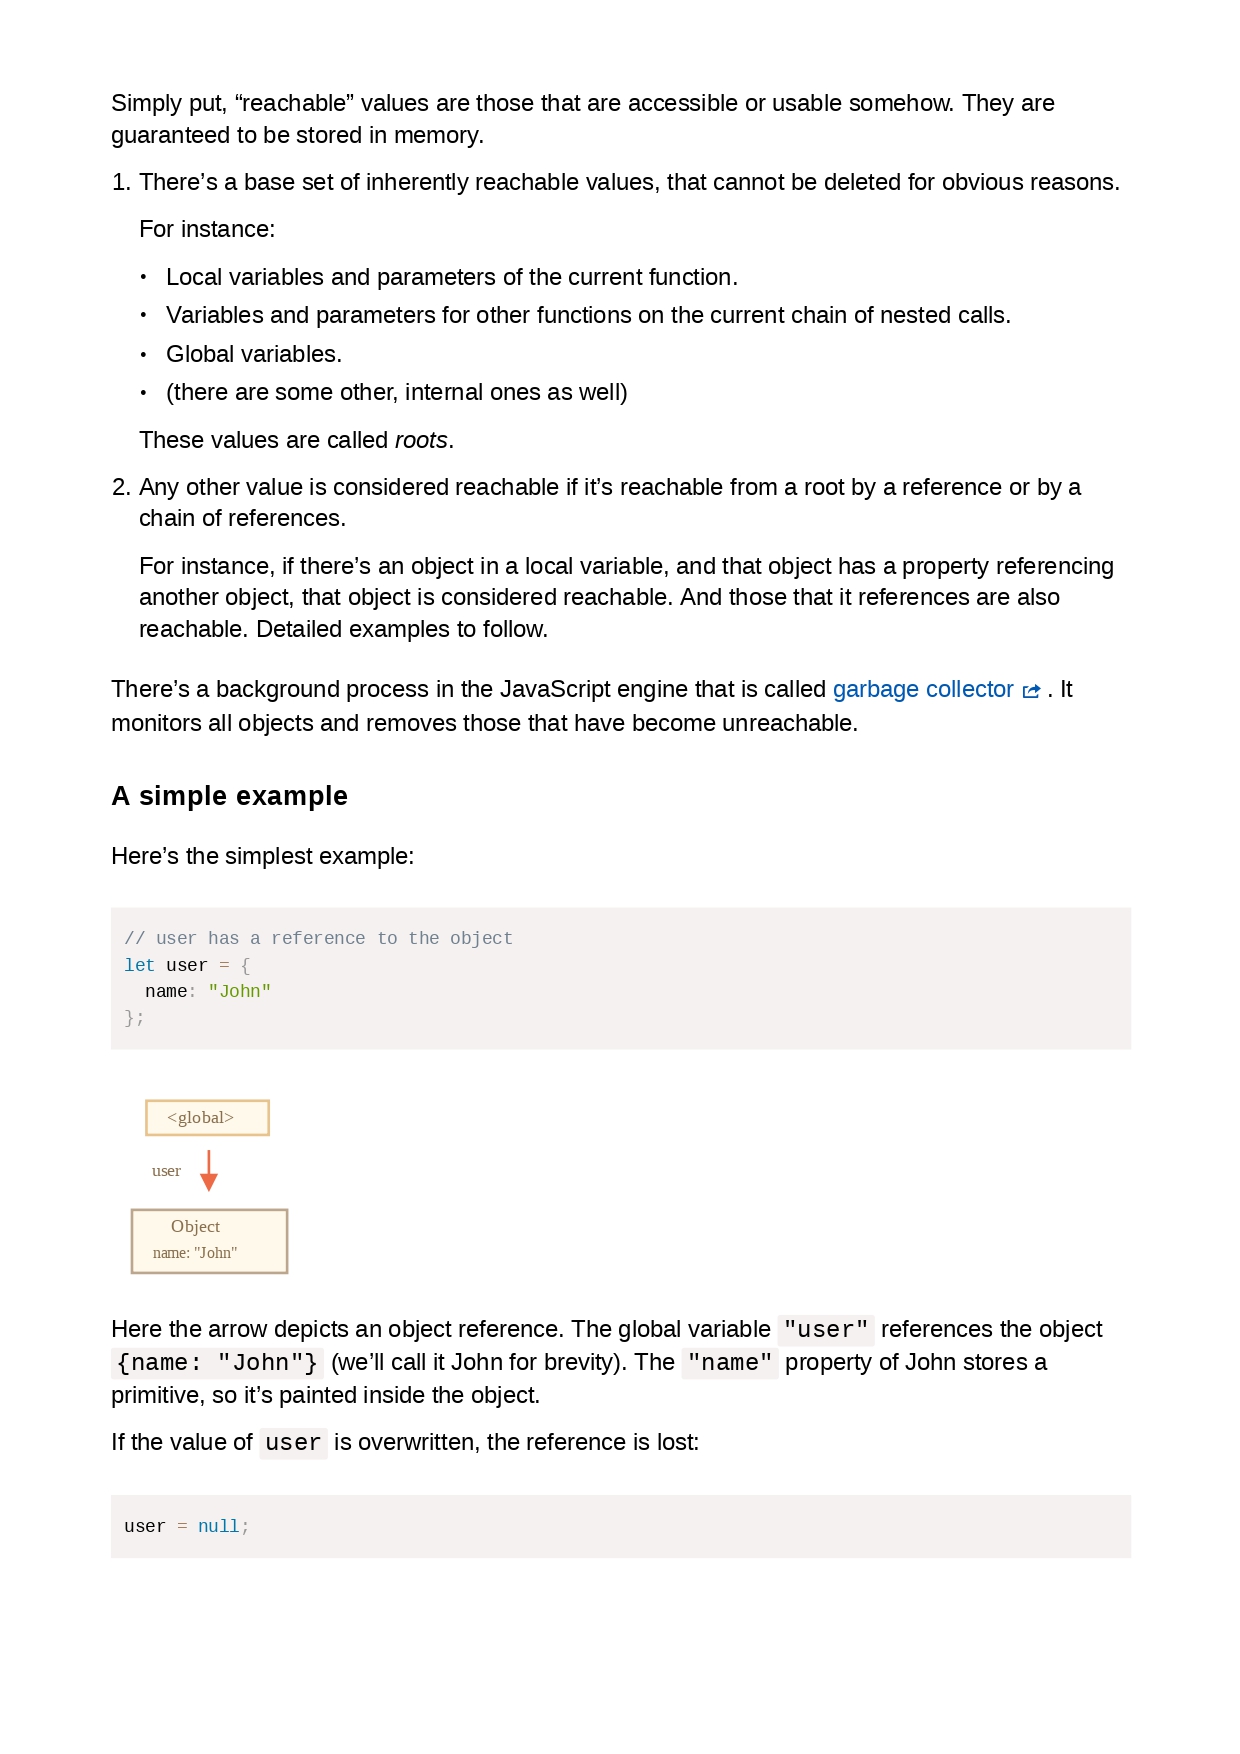 Simply put, “reachable” values are those that are accessible or usable somehow. They are
guaranteed to be stored in memory.
1. There’s a base set of inherently reachable values, that cannot be deleted for obvious reasons.
For instance:
• Local variables and parameters of the current function.
• Variables and parameters for other functions on the current chain of nested calls.
• Global variables.
• (there are some other, internal ones as well)
These values are called roots.
2. Any other value is considered reachable if it’s reachable from a root by a reference or by a
chain of references.
For instance, if there’s an object in a local variable, and that object has a property referencing
another object, that object is considered reachable. And those that it references are also
reachable. Detailed examples to follow.
There’s a background process in the JavaScript engine that is called garbage collector . It
monitors all objects and removes those that have become unreachable.
A simple example
Here’s the simplest example:
// user has a reference to the object
let user = {
  name: "John"
};
<global>
user
Object
name: "John"
Here the arrow depicts an object reference. The global variable "user" references the object
{name: "John"} (we’ll call it John for brevity). The "name" property of John stores a
primitive, so it’s painted inside the object.
If the value of user is overwritten, the reference is lost:
user = null;